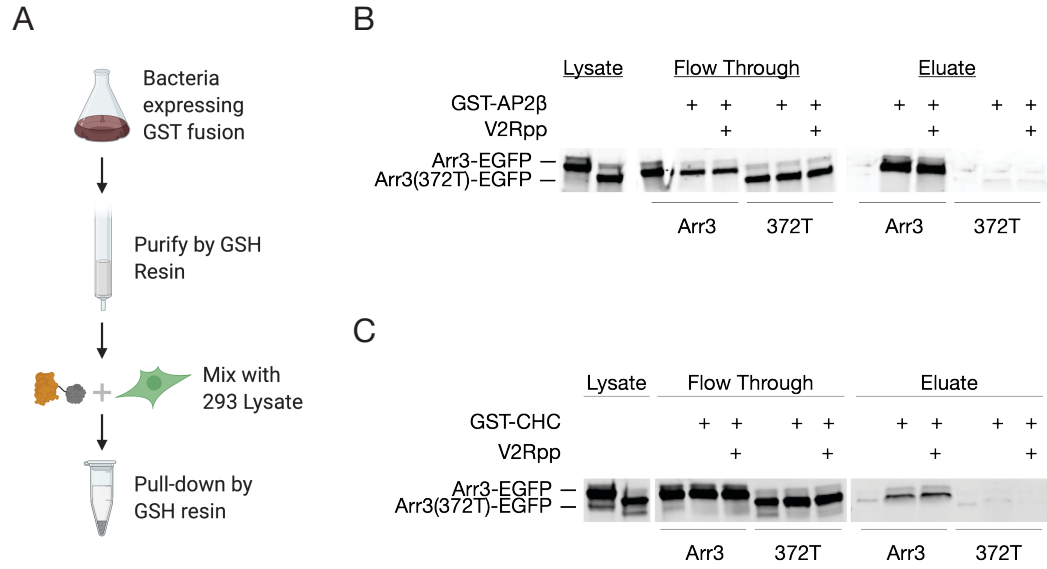 A
Bacteria
expressing
GST fusion
Purify by GSH
Resin
+
Mix with
293 Lysate
Pull-down by
GSH resin
B
Lysate Flow Through Eluate
GST-AP2β + + + + + + + +
V2Rpp + + + +
Arr3-EGFP –
Arr3(372T)-EGFP –
Arr3 372T Arr3 372T
C
Lysate Flow Through Eluate
GST-CHC + + + + + + + +
V2Rpp + + + +
Arr3-EGFP –
Arr3(372T)-EGFP –
Arr3 372T Arr3 372T